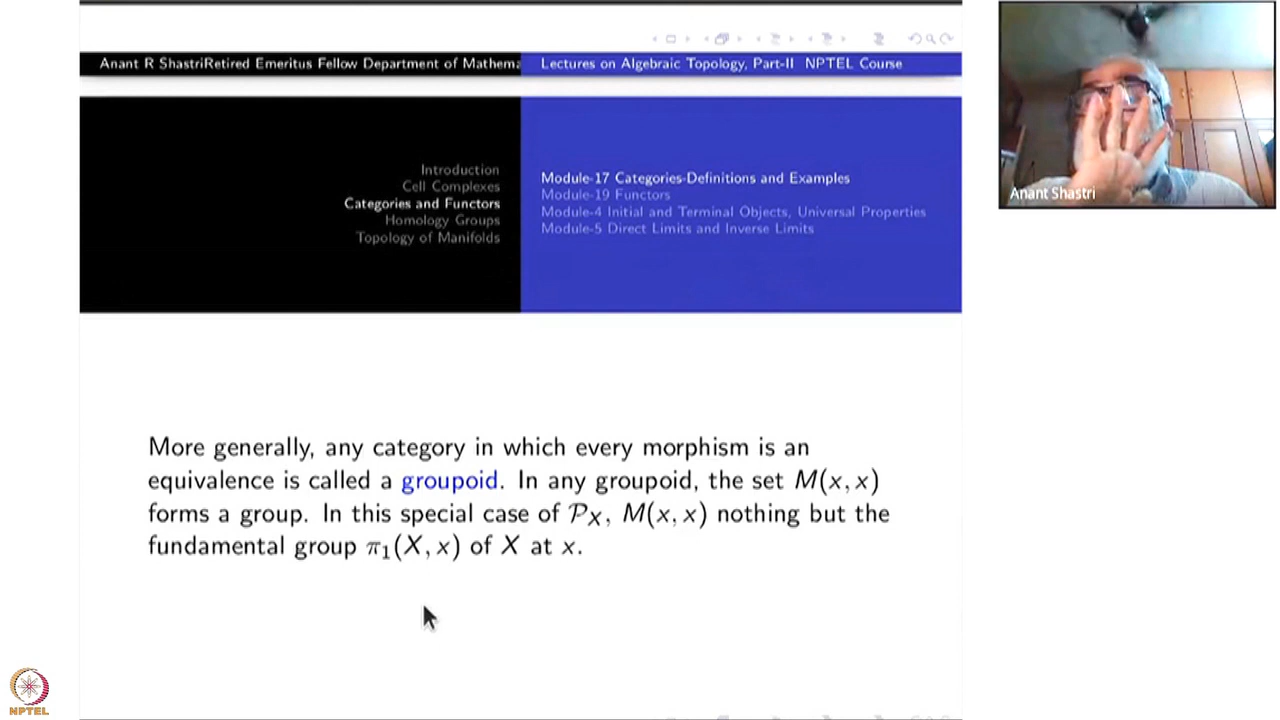 Anant R ShastriRetired Emeritus Fellow Department of Mathema
Lectures on Algebraic Topology, Part-II NPTEL Course
Introduction
Cell Complexes
Categories and Functors
Homology Groups
Topology of Manifolds
Module-17 Categories-Definitions and Examples
Module-19 Functors
Module-4 Initial and Terminal Objects, Universal Properties
Module-5 Direct Limits and Inverse Limits
More generally, any category in which every morphism is an
equivalence is called a groupoid. In any groupoid, the set M(x, x)
forms a group. In this special case of 𝒫_X, M(x, x) nothing but the
fundamental group π₁(X, x) of X at x.
Anant Shastri
NPTEL